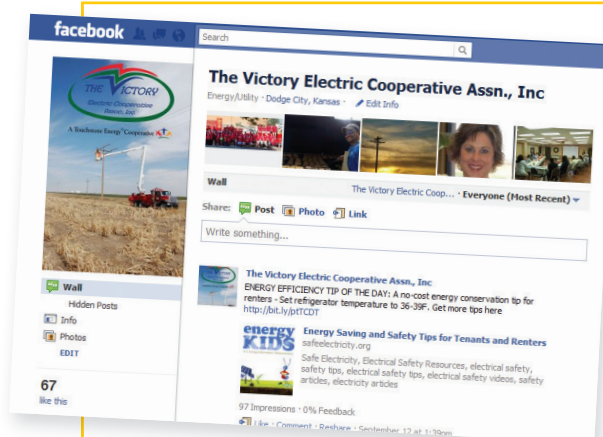 facebook
Search
THE VICTORY
Electric Cooperative
Assn., Inc
A Touchstone Energy® Cooperative
The Victory Electric Cooperative Assn., Inc
Energy/Utility · Dodge City, Kansas · Edit Info
Wall
The Victory Electric Coop... · Everyone (Most Recent)
Share: Post Photo Link
Write something...
Wall
Hidden Posts
Info
Photos
EDIT
67
like this
The Victory Electric Cooperative Assn., Inc
ENERGY EFFICIENCY TIP OF THE DAY: A no-cost energy conservation tip for
renters - Set refrigerator temperature to 36-39F. Get more tips here
http://bit.ly/ptTCDT
energy
KIDS
Energy Saving and Safety Tips for Tenants and Renters
safeelectricity.org
Safe Electricity, Electrical Safety Resources, electrical safety,
safety tips, electrical safety tips, electrical safety videos, safety
articles, electricity articles
97 Impressions · 0% Feedback
Like · Comment · Reshare · September 12 at 1:39pm